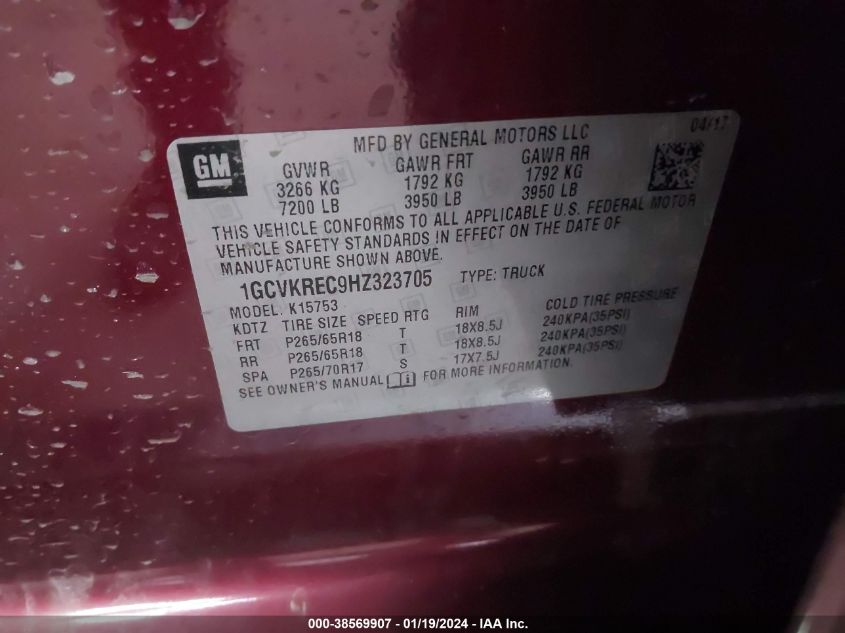 GM
MFD BY GENERAL MOTORS LLC
04/17
GVWR GAWR FRT GAWR RR
3266 KG 1792 KG 1792 KG
7200 LB 3950 LB 3950 LB
THIS VEHICLE CONFORMS TO ALL APPLICABLE U.S. FEDERAL MOTOR
VEHICLE SAFETY STANDARDS IN EFFECT ON THE DATE OF
MANUFACTURE SHOWN ABOVE.
1GCVKREC9HZ323705 TYPE: TRUCK
MODEL: K15753
KDTZ TIRE SIZE SPEED RTG RIM COLD TIRE PRESSURE
FRT P265/65R18 T 18X8.5J 240KPA(35PSI)
RR P265/65R18 T 18X8.5J 240KPA(35PSI)
SPA P265/70R17 S 17X7.5J 240KPA(35PSI)
SEE OWNER'S MANUAL FOR MORE INFORMATION.
000-38569907 - 01/19/2024 - IAA Inc.